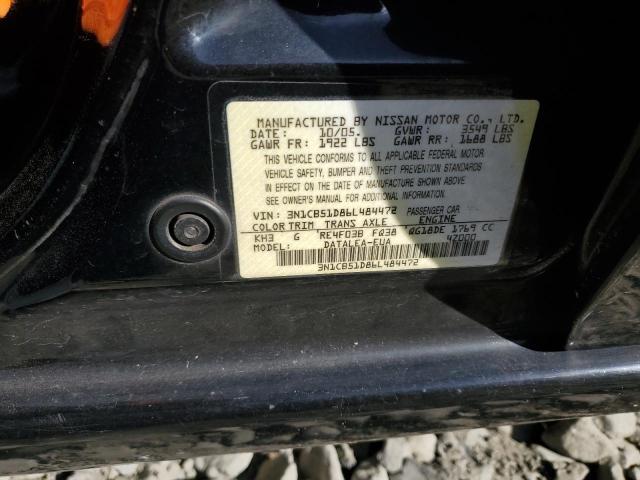 MANUFACTURED BY NISSAN MOTOR CO., LTD.
DATE: 10/05. GVWR: 3549 LBS
GAWR FR: 1922 LBS GAWR RR: 1688 LBS
THIS VEHICLE CONFORMS TO ALL APPLICABLE FEDERAL MOTOR
VEHICLE SAFETY, BUMPER AND THEFT PREVENTION STANDARDS
IN EFFECT ON THE DATE OF MANUFACTURE SHOWN ABOVE.
SEE OWNER'S MANUAL FOR ADDITIONAL INFORMATION.
VIN: 3N1CB51D86L484472 PASSENGER CAR
COLOR TRIM TRANS AXLE ENGINE
KH3 G RE4F03B FQ38 QG18DE 1769 CC
MODEL: DATALEA-EUA 4Z000
3N1CB51D86L484472